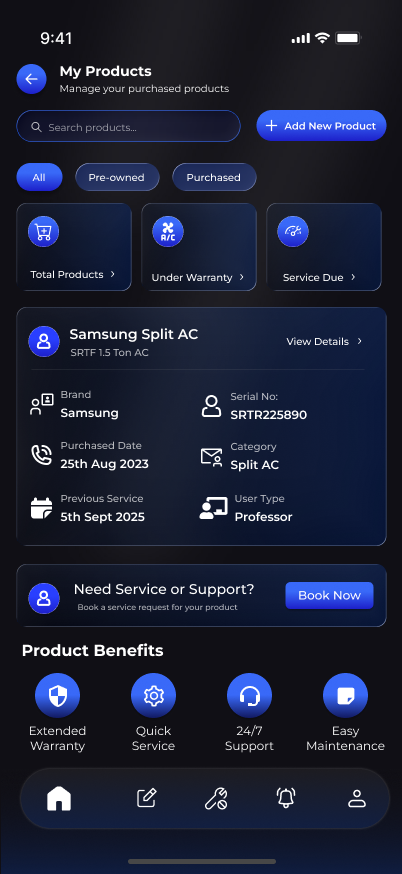 9:41
My Products
Manage your purchased products
Search products...
Add New Product
All
Pre-owned
Purchased
A/C
Total Products
Under Warranty
Service Due
Samsung Split AC
SRTF 1.5 Ton AC
View Details
Brand
Samsung
Serial No:
SRTR225890
Purchased Date
25th Aug 2023
Category
Split AC
Previous Service
5th Sept 2025
User Type
Professor
Need Service or Support?
Book a service request for your product
Book Now
Product Benefits
Extended
Warranty
Quick
Service
24/7
Support
Easy
Maintenance